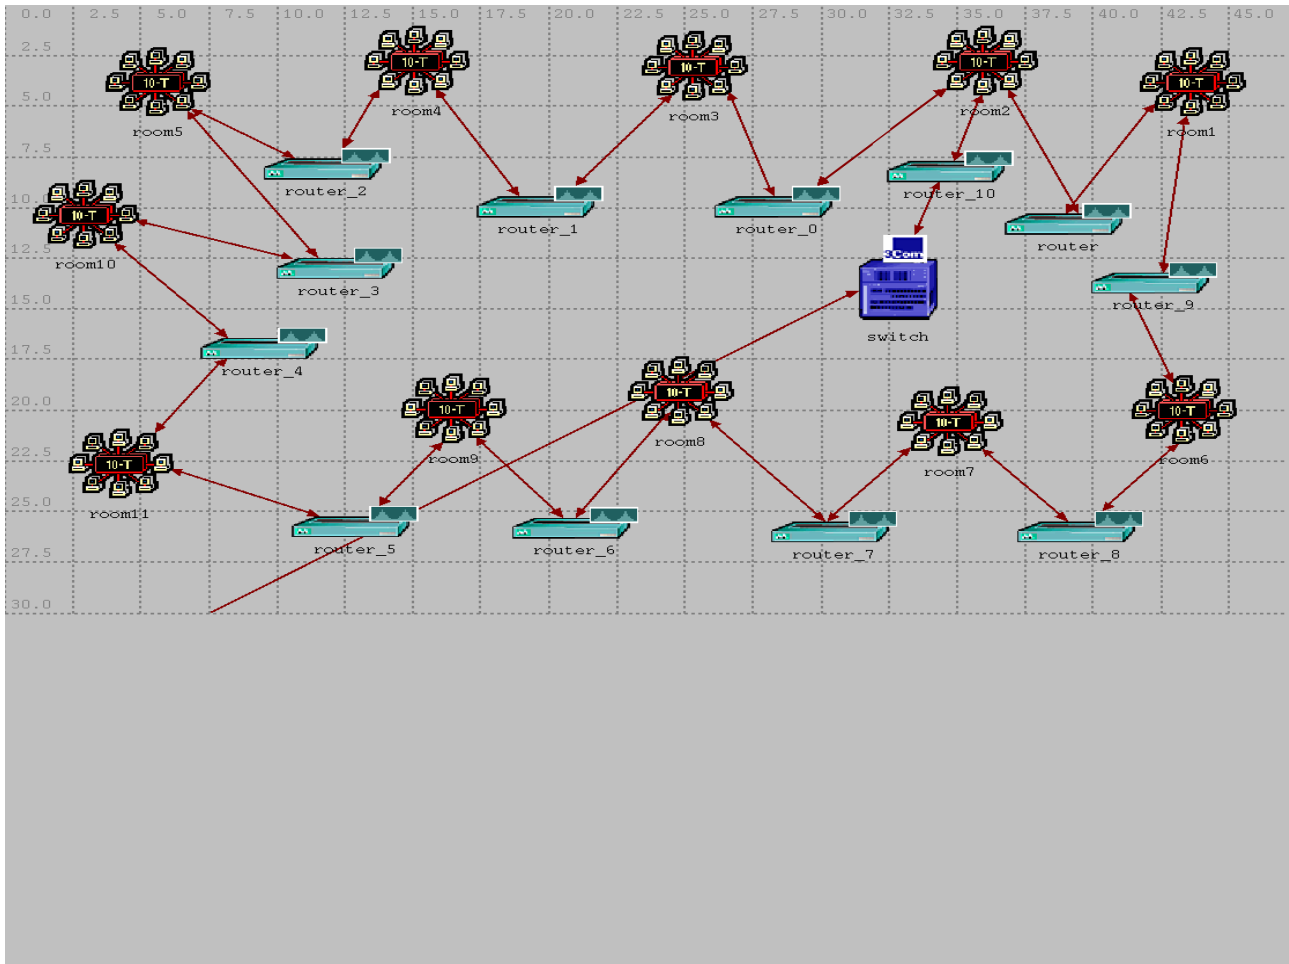 0.0 2.5 5.0 7.5 10.0 12.5 15.0 17.5 20.0 22.5 25.0 27.5 30.0 32.5 35.0 37.5 40.0 42.5 45.0
2.5
10-T
room5
10-T
room4
10-T
room3
10-T
room2
10-T
room1
5.0
7.5
router_2
router_10
10.0
10-T
room10
router_1
router_0
router
12.5
router_3
3Com
switch
router_9
15.0
router_4
17.5
20.0
10-T
room9
10-T
room8
10-T
room7
10-T
room6
22.5
10-T
room11
25.0
router_5
router_6
router_7
router_8
27.5
30.0